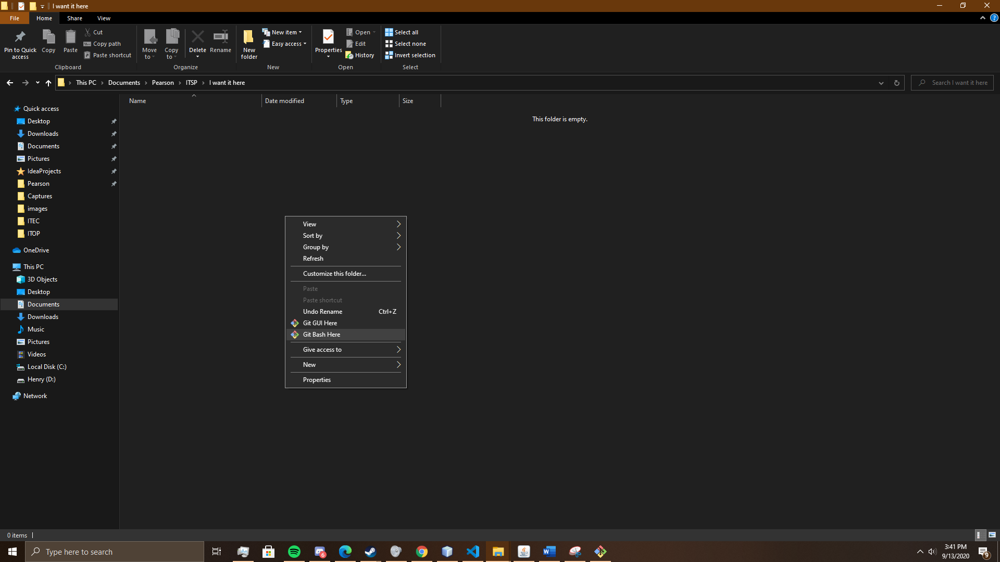 I want it here
File Home Share View
Pin to Quick access
Copy
Paste
Cut
Copy path
Paste shortcut
Clipboard
Move to
Copy to
Delete
Rename
Organize
New folder
New item
Easy access
New
Properties
Open
Edit
History
Open
Select all
Select none
Invert selection
Select
This PC Documents Pearson ITSP I want it here
Search I want it here
Name Date modified Type Size
This folder is empty.
Quick access
Desktop
Downloads
Documents
Pictures
IdeaProjects
Pearson
Captures
images
ITEC
ITOP
OneDrive
This PC
3D Objects
Desktop
Documents
Downloads
Music
Pictures
Videos
Local Disk (C:)
Henry (D:)
Network
View
Sort by
Group by
Refresh
Customize this folder...
Paste
Paste shortcut
Undo Rename Ctrl+Z
Git GUI Here
Git Bash Here
Give access to
New
Properties
0 items
Type here to search
6
3:41 PM
9/13/2020
9